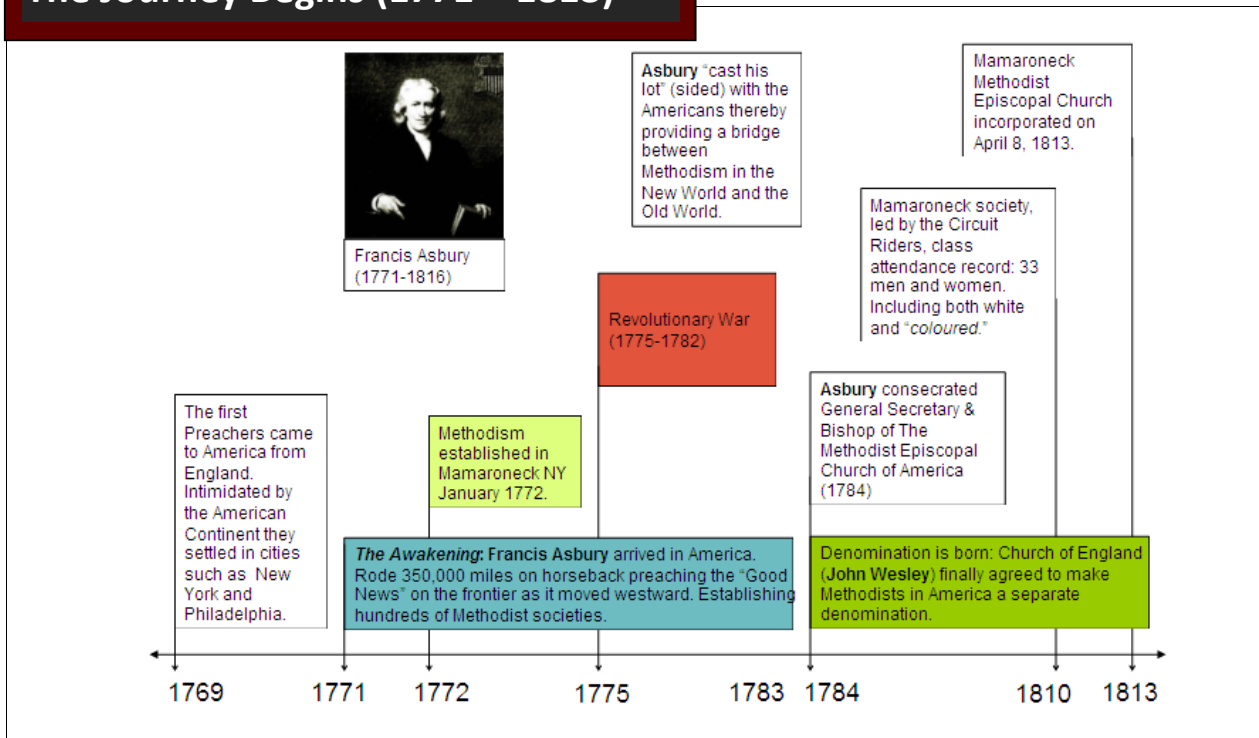 The Journey Begins (1771
Francis Asbury
(1771-1816)
Asbury “cast his
lot” (sided) with the
Americans thereby
providing a bridge
between
Methodism in the
New World and the
Old World.
Mamaroneck
Methodist
Episcopal Church
incorporated on
April 8, 1813.
Mamaroneck society,
led by the Circuit
Riders, class
attendance record: 33
men and women.
Including both white
and “coloured.”
Revolutionary War
(1775-1782)
The first
Preachers came
to America from
England.
Intimidated by
the American
Continent they
settled in cities
such as New
York and
Philadelphia.
Methodism
established in
Mamaroneck NY
January 1772.
Asbury consecrated
General Secretary &
Bishop of The
Methodist Episcopal
Church of America
(1784)
The Awakening: Francis Asbury arrived in America.
Rode 350,000 miles on horseback preaching the “Good
News” on the frontier as it moved westward. Establishing
hundreds of Methodist societies.
Denomination is born: Church of England
(John Wesley) finally agreed to make
Methodists in America a separate
denomination.
1769 1771 1772 1775 1783 1784 1810 1813